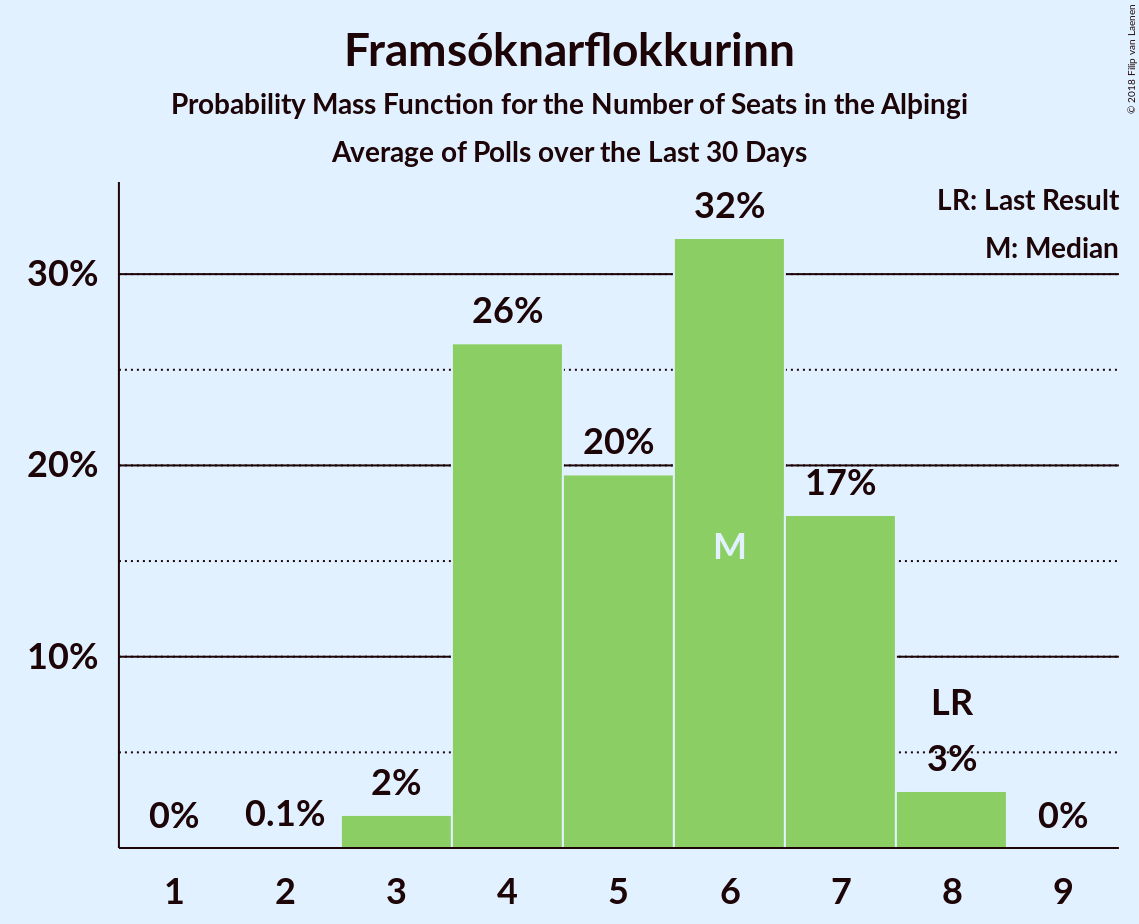 Framsóknarflokkurinn
Probability Mass Function for the Number of Seats in the Alþingi
Average of Polls over the Last 30 Days
© 2018 Filip van Laenen
LR: Last Result
M: Median
30%
20%
10%
0%
0.1%
2%
26%
20%
32%
M
17%
LR
3%
0%
1 2 3 4 5 6 7 8 9